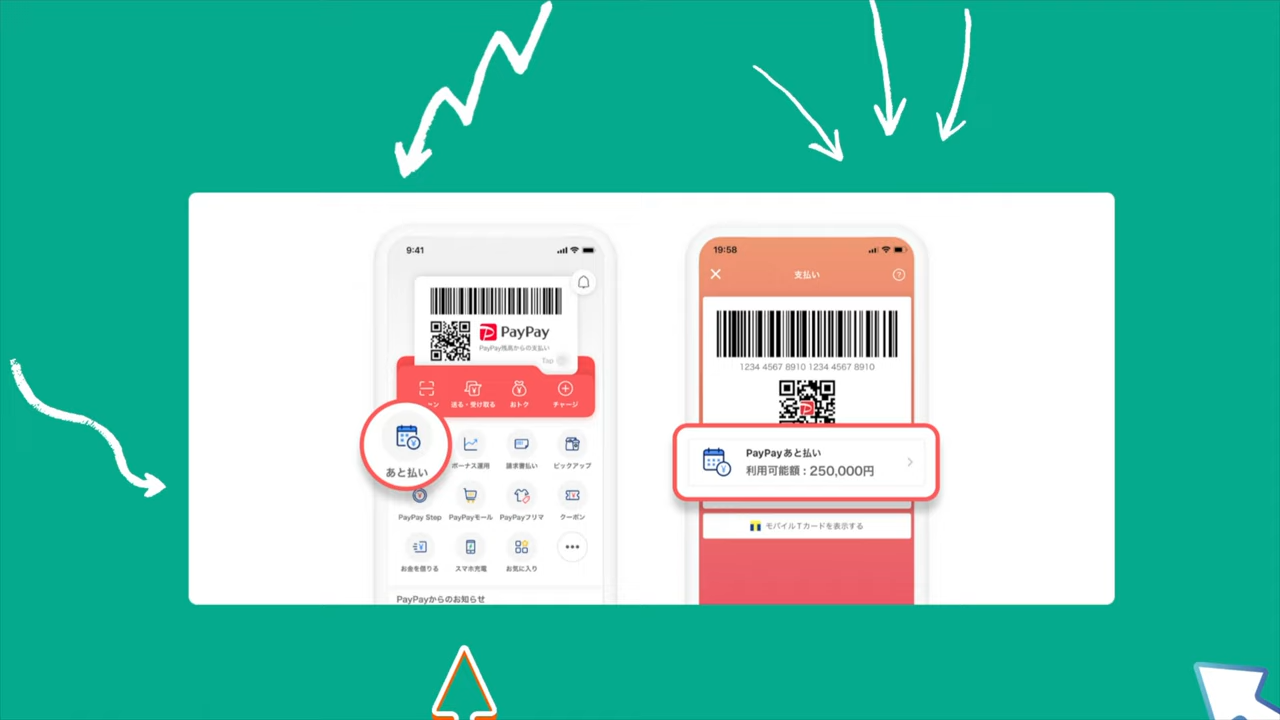 9:41
PayPay
PayPay残高からの支払い
Tap
送る・受け取る
おトク
チャージ
あと払い
ボーナス運用
請求書払い
ピックアップ
PayPay Step
PayPayモール
PayPayフリマ
クーポン
お金を借りる
スマホ充電
お気に入り
PayPayからのお知らせ
19:58
支払い
1234 4567 8910 1234 4567 8910
PayPayあと払い
利用可能額：250,000円
モバイルTカードを表示する